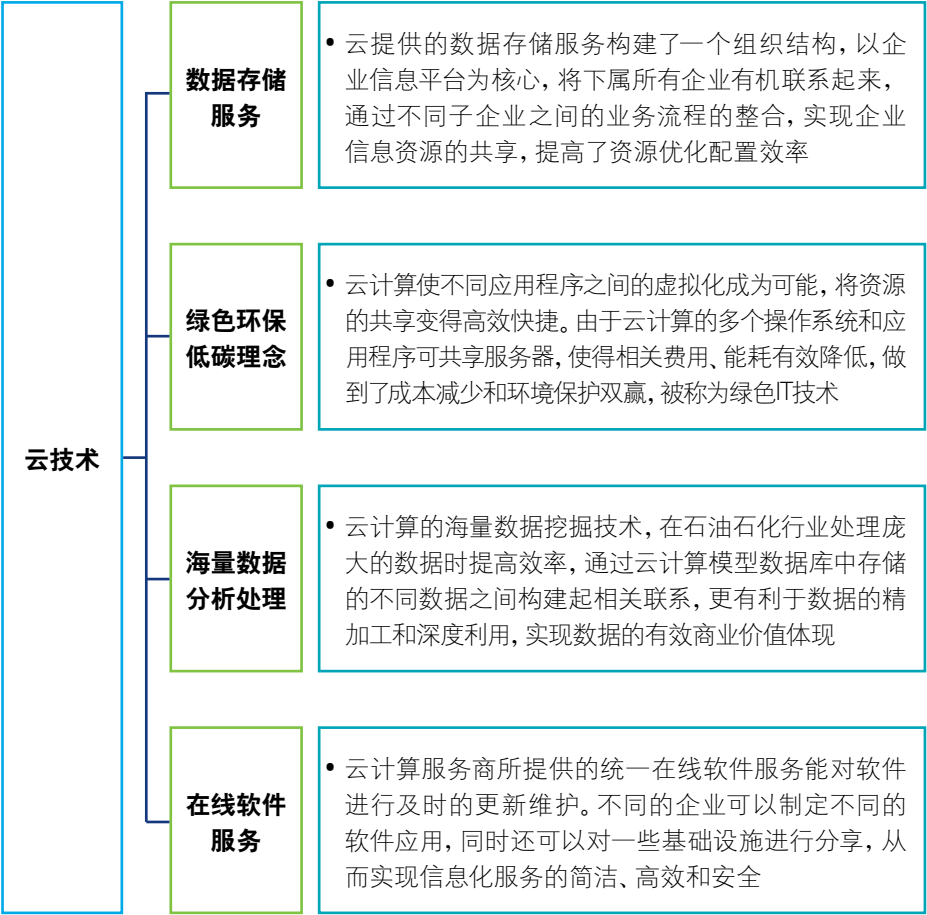 云技术
数据存储
服务
• 云提供的数据存储服务构建了一个组织结构，以企
业信息平台为核心，将下属所有企业有机联系起来，
通过不同子企业之间的业务流程的整合，实现企业
信息资源的共享，提高了资源优化配置效率
绿色环保
低碳理念
• 云计算使不同应用程序之间的虚拟化成为可能，将资源
的共享变得高效快捷。由于云计算的多个操作系统和应
用程序可共享服务器，使得相关费用、能耗有效降低，做
到了成本减少和环境保护双赢，被称为绿色IT技术
海量数据
分析处理
• 云计算的海量数据挖掘技术，在石油石化行业处理庞
大的数据时提高效率，通过云计算模型数据库中存储
的不同数据之间构建起相关联系，更有利于数据的精
加工和深度利用，实现数据的有效商业价值体现
在线软件
服务
• 云计算服务商所提供的统一在线软件服务能对软件
进行及时的更新维护。不同的企业可以制定不同的
软件应用，同时还可以对一些基础设施进行分享，从
而实现信息化服务的简洁、高效和安全